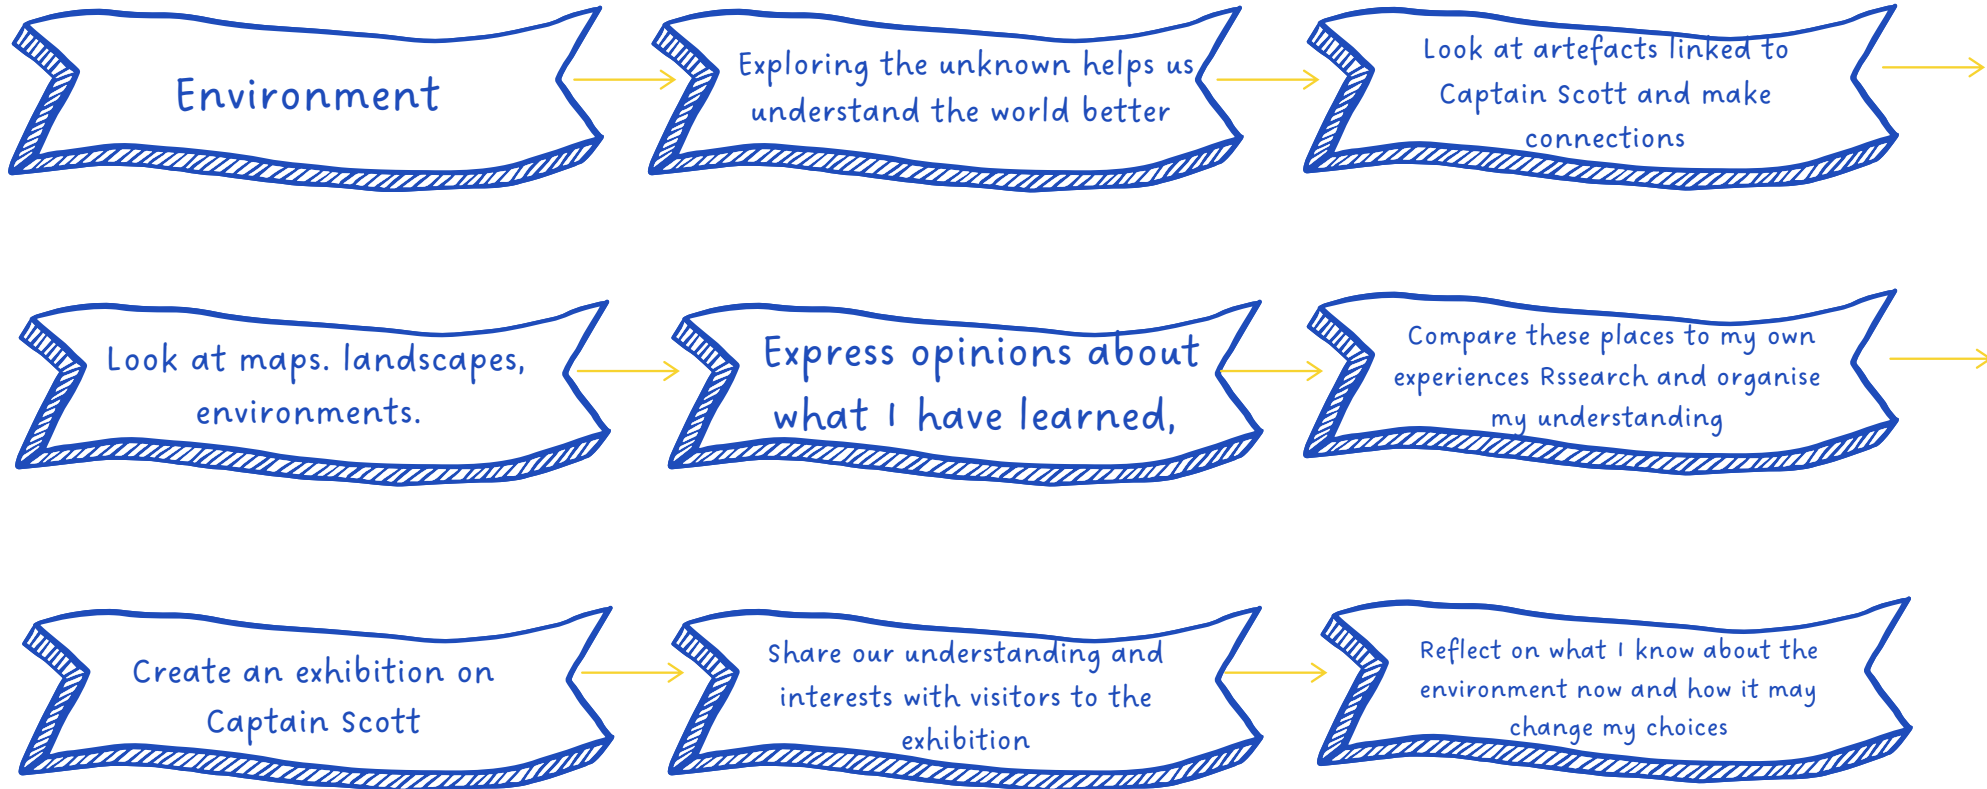 Environment
Exploring the unknown helps us
understand the world better
Look at artefacts linked to
Captain Scott and make
connections
Look at maps. landscapes,
environments.
Express opinions about
what I have learned,
Compare these places to my own
experiences Rssearch and organise
my understanding
Create an exhibition on
Captain Scott
Share our understanding and
interests with visitors to the
exhibition
Reflect on what I know about the
environment now and how it may
change my choices